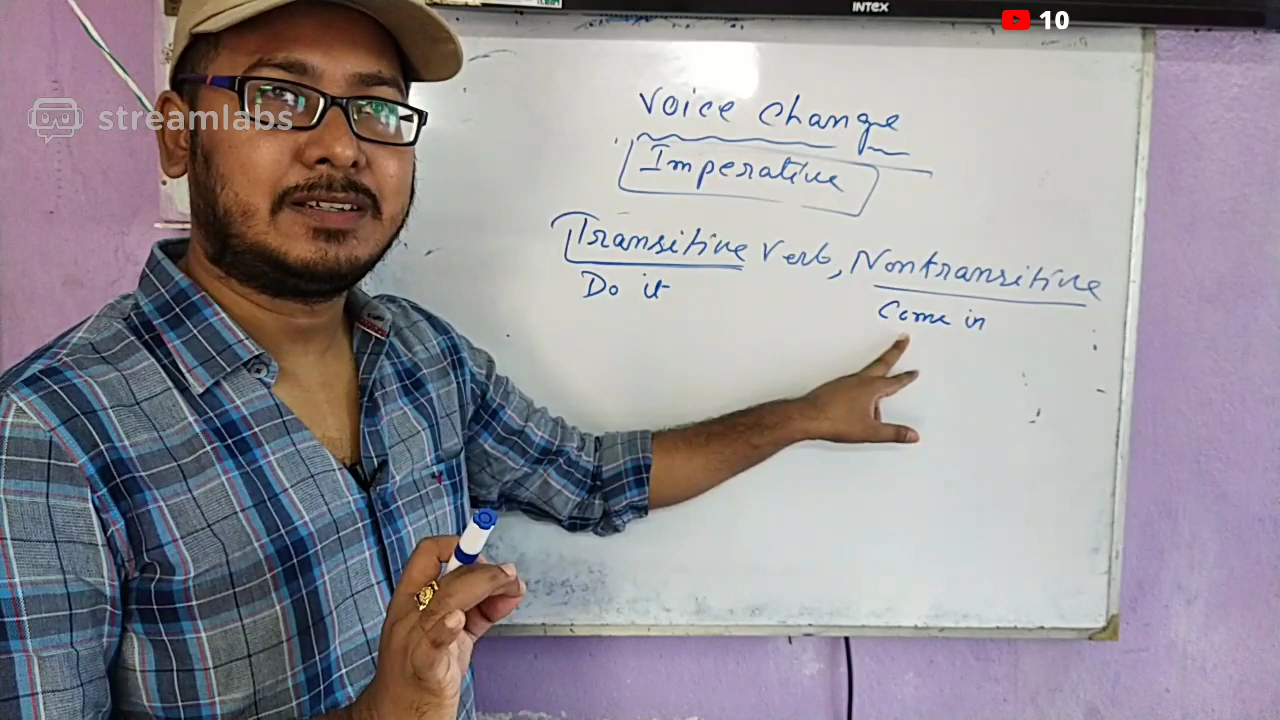 INTEX
10
streamlabs
Voice Change
Imperative
Transitive Verb, Nontransitive
Do it
Come in